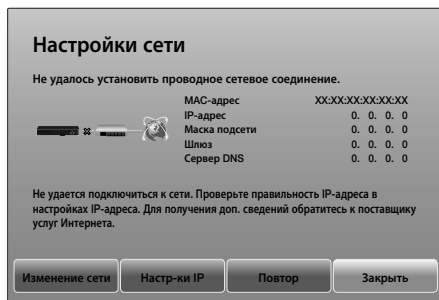 Настройки сети
Не удалось установить проводное сетевое соединение.
MAC-адрес XX:XX:XX:XX:XX:XX
IP-адрес 0. 0. 0. 0
Маска подсети 0. 0. 0. 0
Шлюз 0. 0. 0. 0
Сервер DNS 0. 0. 0. 0
Не удается подключиться к сети. Проверьте правильность IP-адреса в
настройках IP-адреса. Для получения доп. сведений обратитесь к поставщику
услуг Интернета.
Изменение сети Настр-ки IP Повтор Закрыть